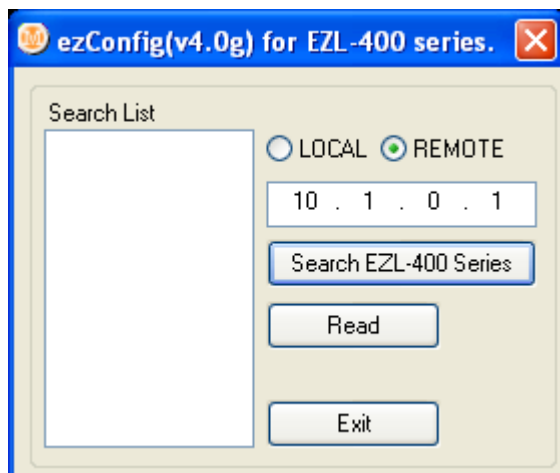 ezConfig(v4.0g) for EZL-400 series.
Search List
LOCAL REMOTE
10 . 1 . 0 . 1
Search EZL-400 Series
Read
Exit